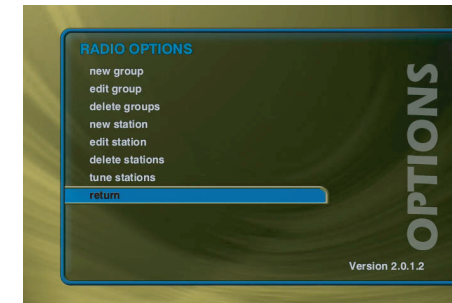 RADIO OPTIONS
new group
edit group
delete groups
new station
edit station
delete stations
tune stations
return
OPTIONS
Version 2.0.1.2